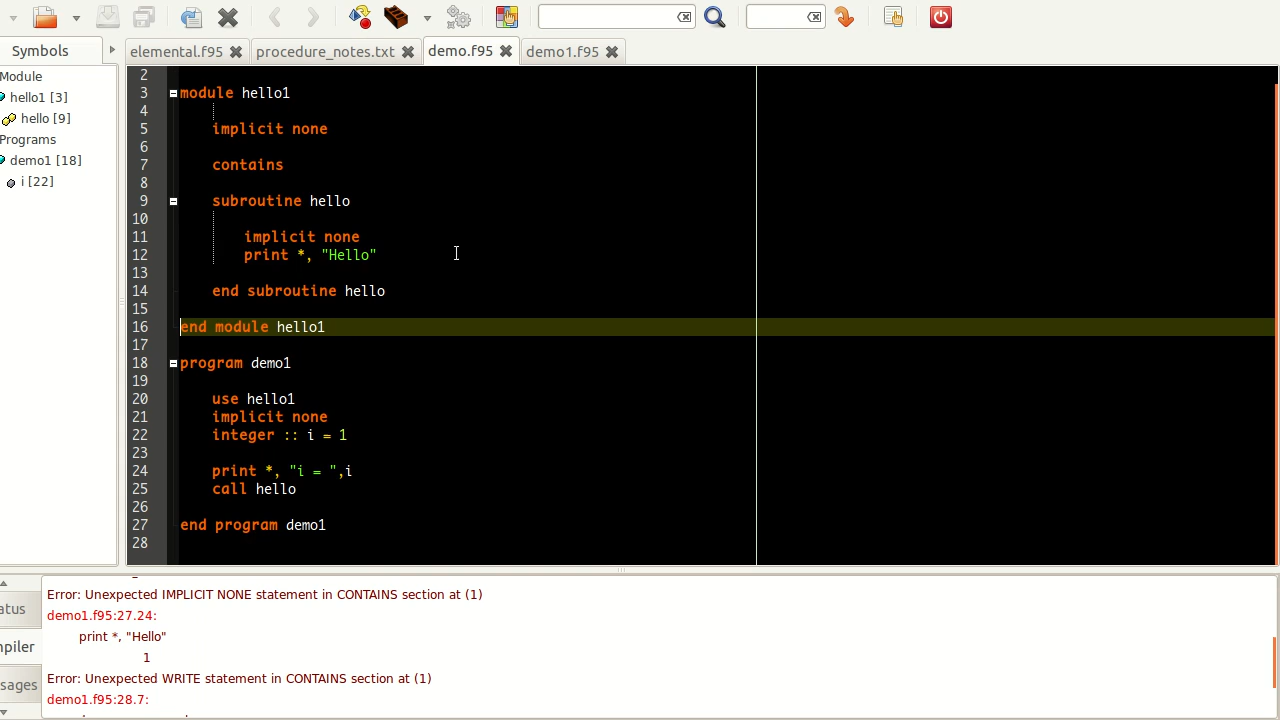 Symbols
elemental.f95
procedure_notes.txt
demo.f95
demo1.f95
Module
hello1 [3]
hello [9]
Programs
demo1 [18]
i [22]
2
3 module hello1
4
5 implicit none
6
7 contains
8
9 subroutine hello
10
11 implicit none
12 print *, "Hello"
13
14 end subroutine hello
15
16 end module hello1
17
18 program demo1
19
20 use hello1
21 implicit none
22 integer :: i = 1
23
24 print *, "i = ",i
25 call hello
26
27 end program demo1
28
atus
mpiler
sages
Error: Unexpected IMPLICIT NONE statement in CONTAINS section at (1)
demo1.f95:27.24:
print *, "Hello"
1
Error: Unexpected WRITE statement in CONTAINS section at (1)
demo1.f95:28.7: